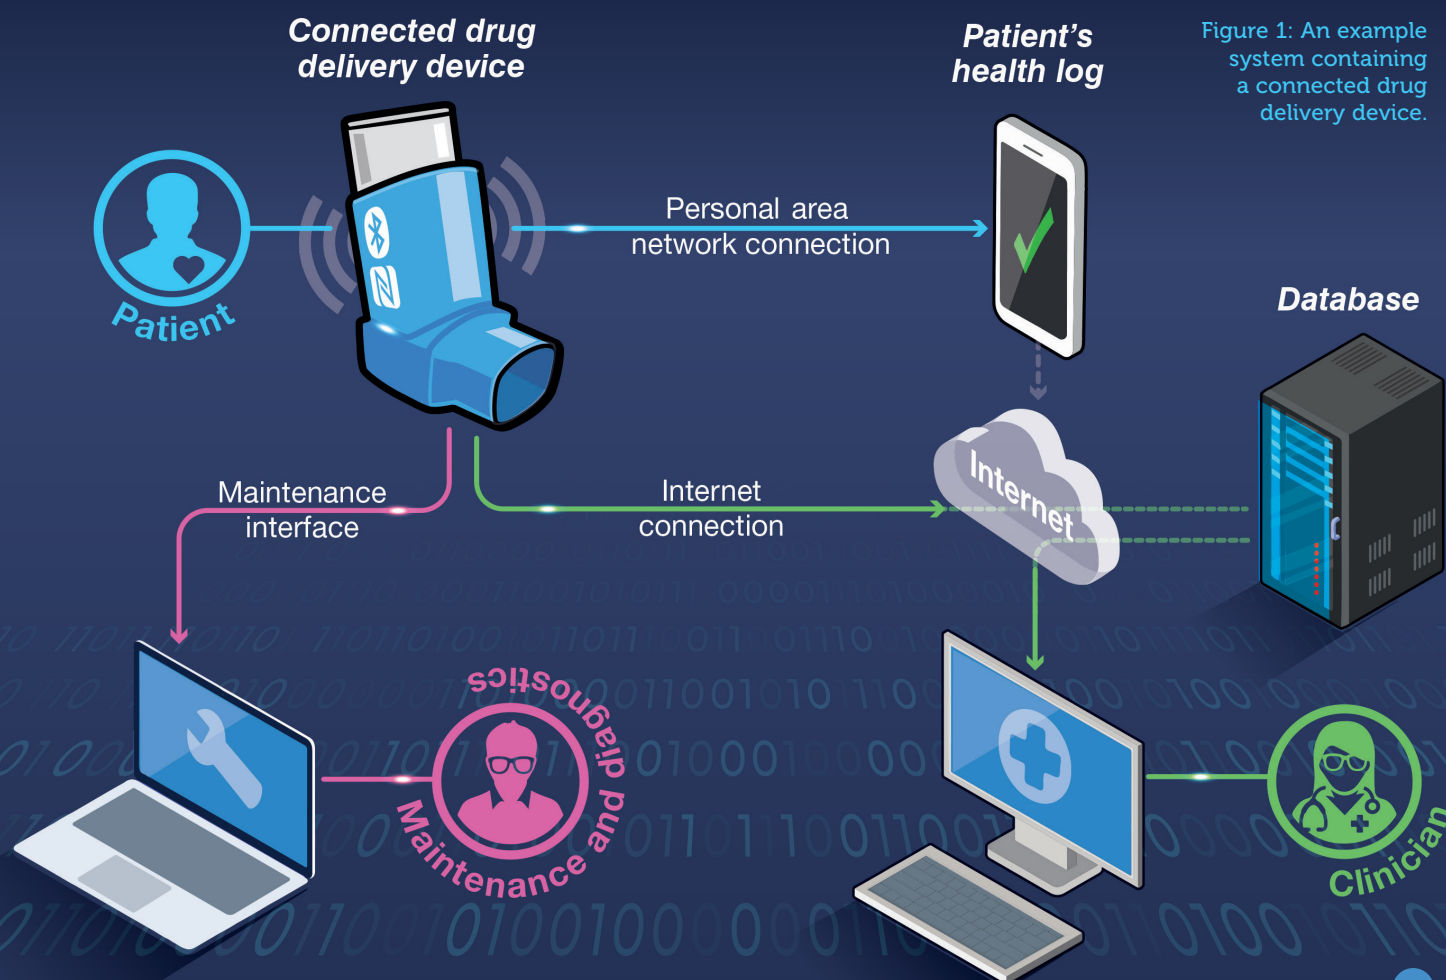 Connected drug
delivery device
Patient's
health log
Figure 1: An example
system containing
a connected drug
delivery device.
Personal area
network connection
Patient
Database
Internet
Maintenance
interface
Internet
connection
Maintenance and diagnostics
Clinician